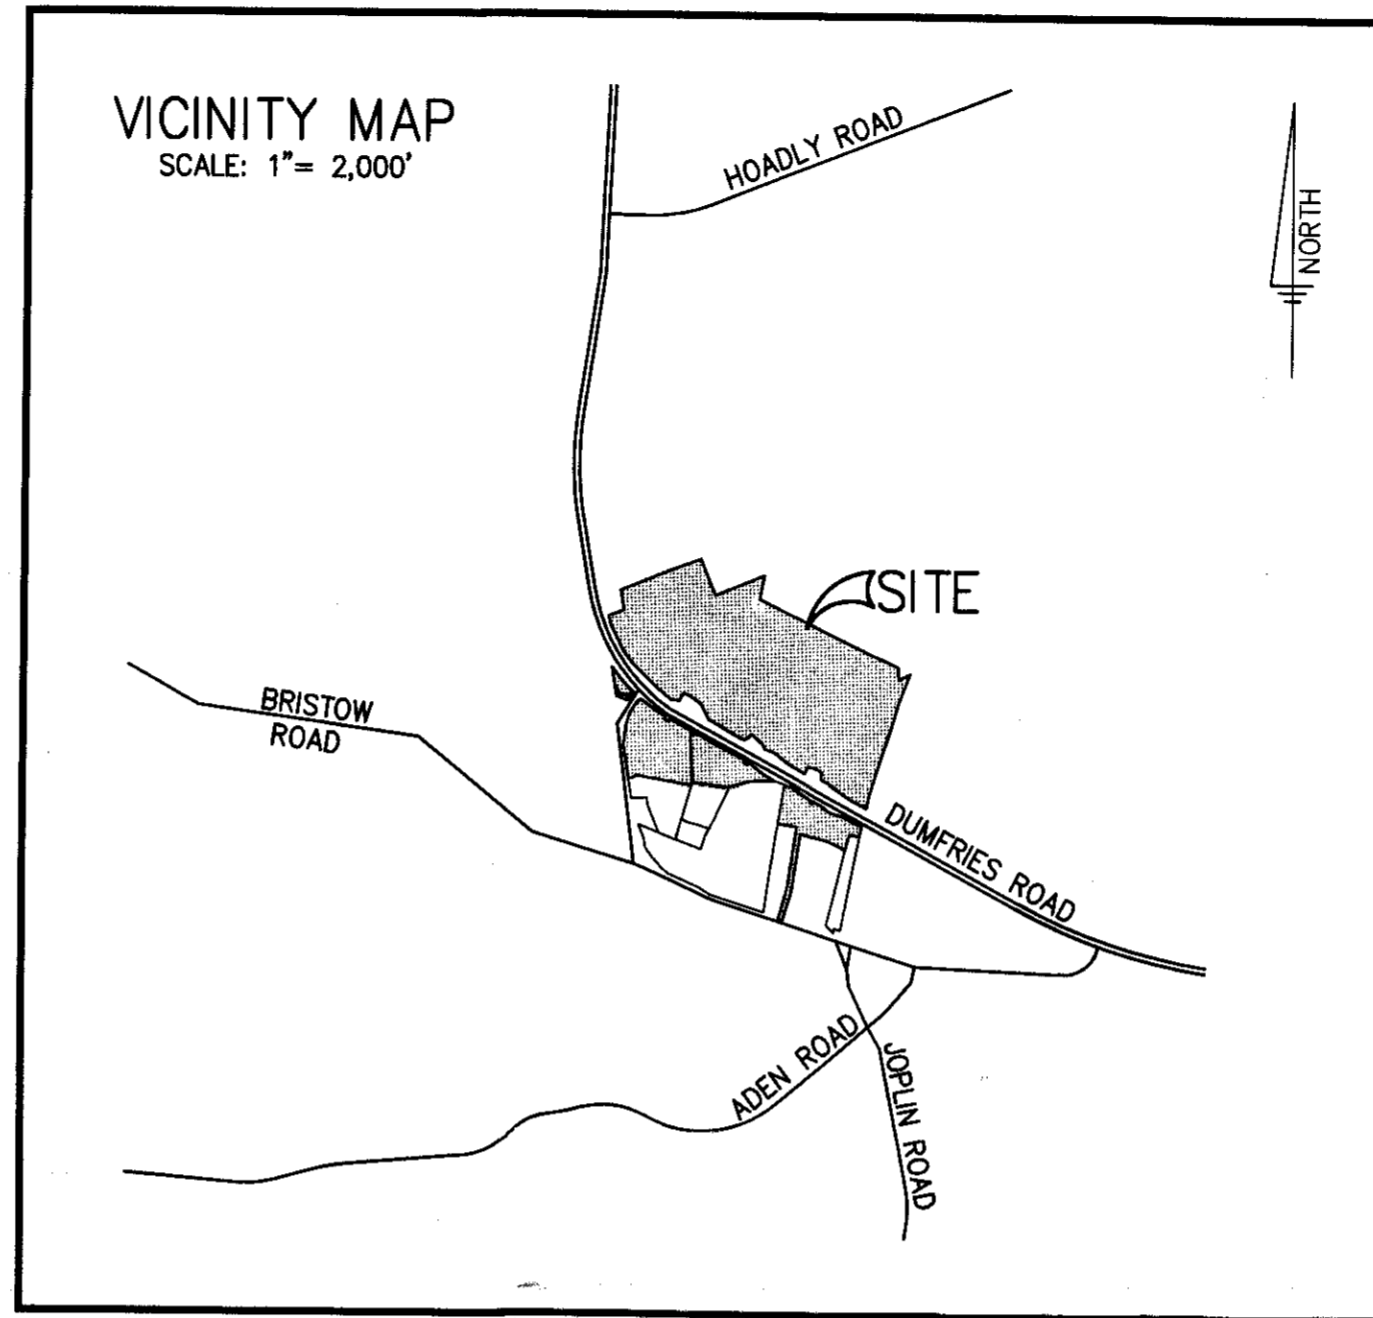 VICINITY MAP
SCALE: 1"= 2,000'
HOADLY ROAD
NORTH
SITE
BRISTOW
ROAD
DUMFRIES ROAD
ADEN ROAD
JOPLIN ROAD